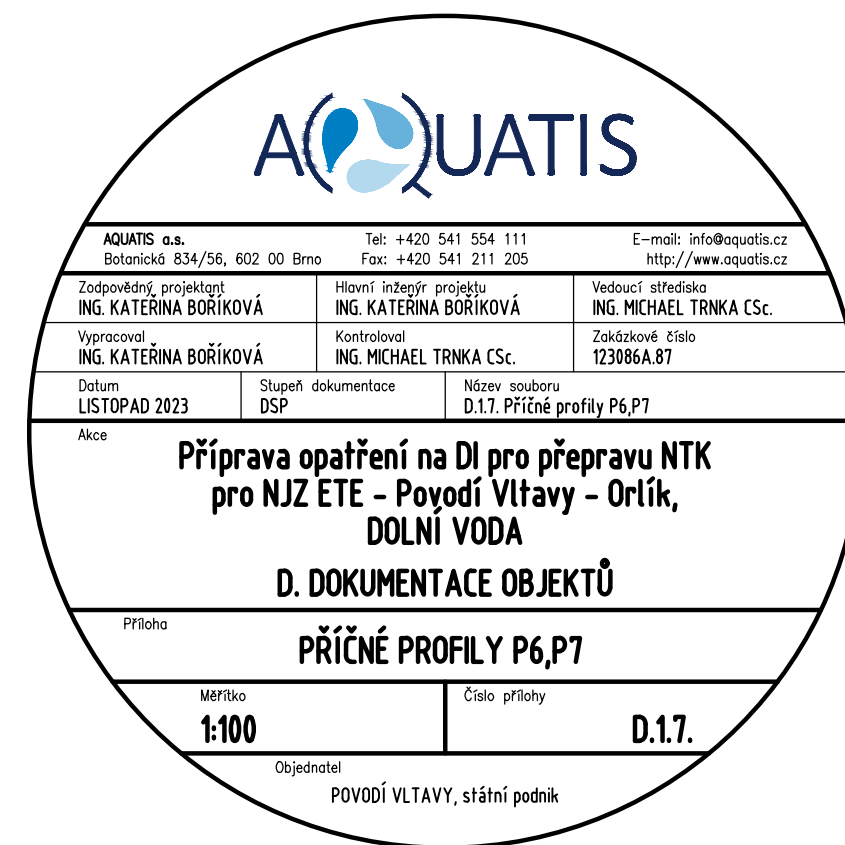 AQUATIS
AQUATIS a.s. Tel: +420 541 554 111 E-mail: info@aquatis.cz
Botanická 834/56, 602 00 Brno Fax: +420 541 211 205 http://www.aquatis.cz
Zodpovědný projektant Hlavní inženýr projektu Vedoucí střediska
ING. KATEŘINA BOŘÍKOVÁ ING. KATEŘINA BOŘÍKOVÁ ING. MICHAEL TRNKA CSc.
Vypracoval Kontroloval Zakázkové číslo
ING. KATEŘINA BOŘÍKOVÁ ING. MICHAEL TRNKA CSc. 123086A.87
Datum Stupeň dokumentace Název souboru
LISTOPAD 2023 DSP D.1.7. Příčné profily P6,P7
Akce
Příprava opatření na DI pro přepravu NTK
pro NJZ ETE - Povodí Vltavy - Orlík,
DOLNÍ VODA
D. DOKUMENTACE OBJEKTŮ
Příloha
PŘÍČNÉ PROFILY P6,P7
Měřítko Číslo přílohy
1:100 D.1.7.
Objednatel
POVODÍ VLTAVY, státní podnik